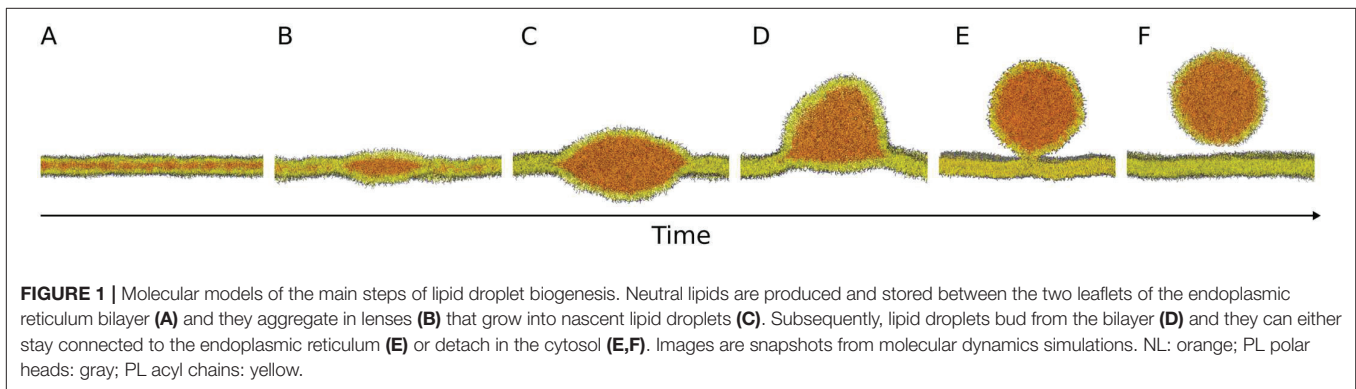 A B C D E F
Time
FIGURE 1 | Molecular models of the main steps of lipid droplet biogenesis. Neutral lipids are produced and stored between the two leaflets of the endoplasmic
reticulum bilayer (A) and they aggregate in lenses (B) that grow into nascent lipid droplets (C). Subsequently, lipid droplets bud from the bilayer (D) and they can either
stay connected to the endoplasmic reticulum (E) or detach in the cytosol (E,F). Images are snapshots from molecular dynamics simulations. NL: orange; PL polar
heads: gray; PL acyl chains: yellow.